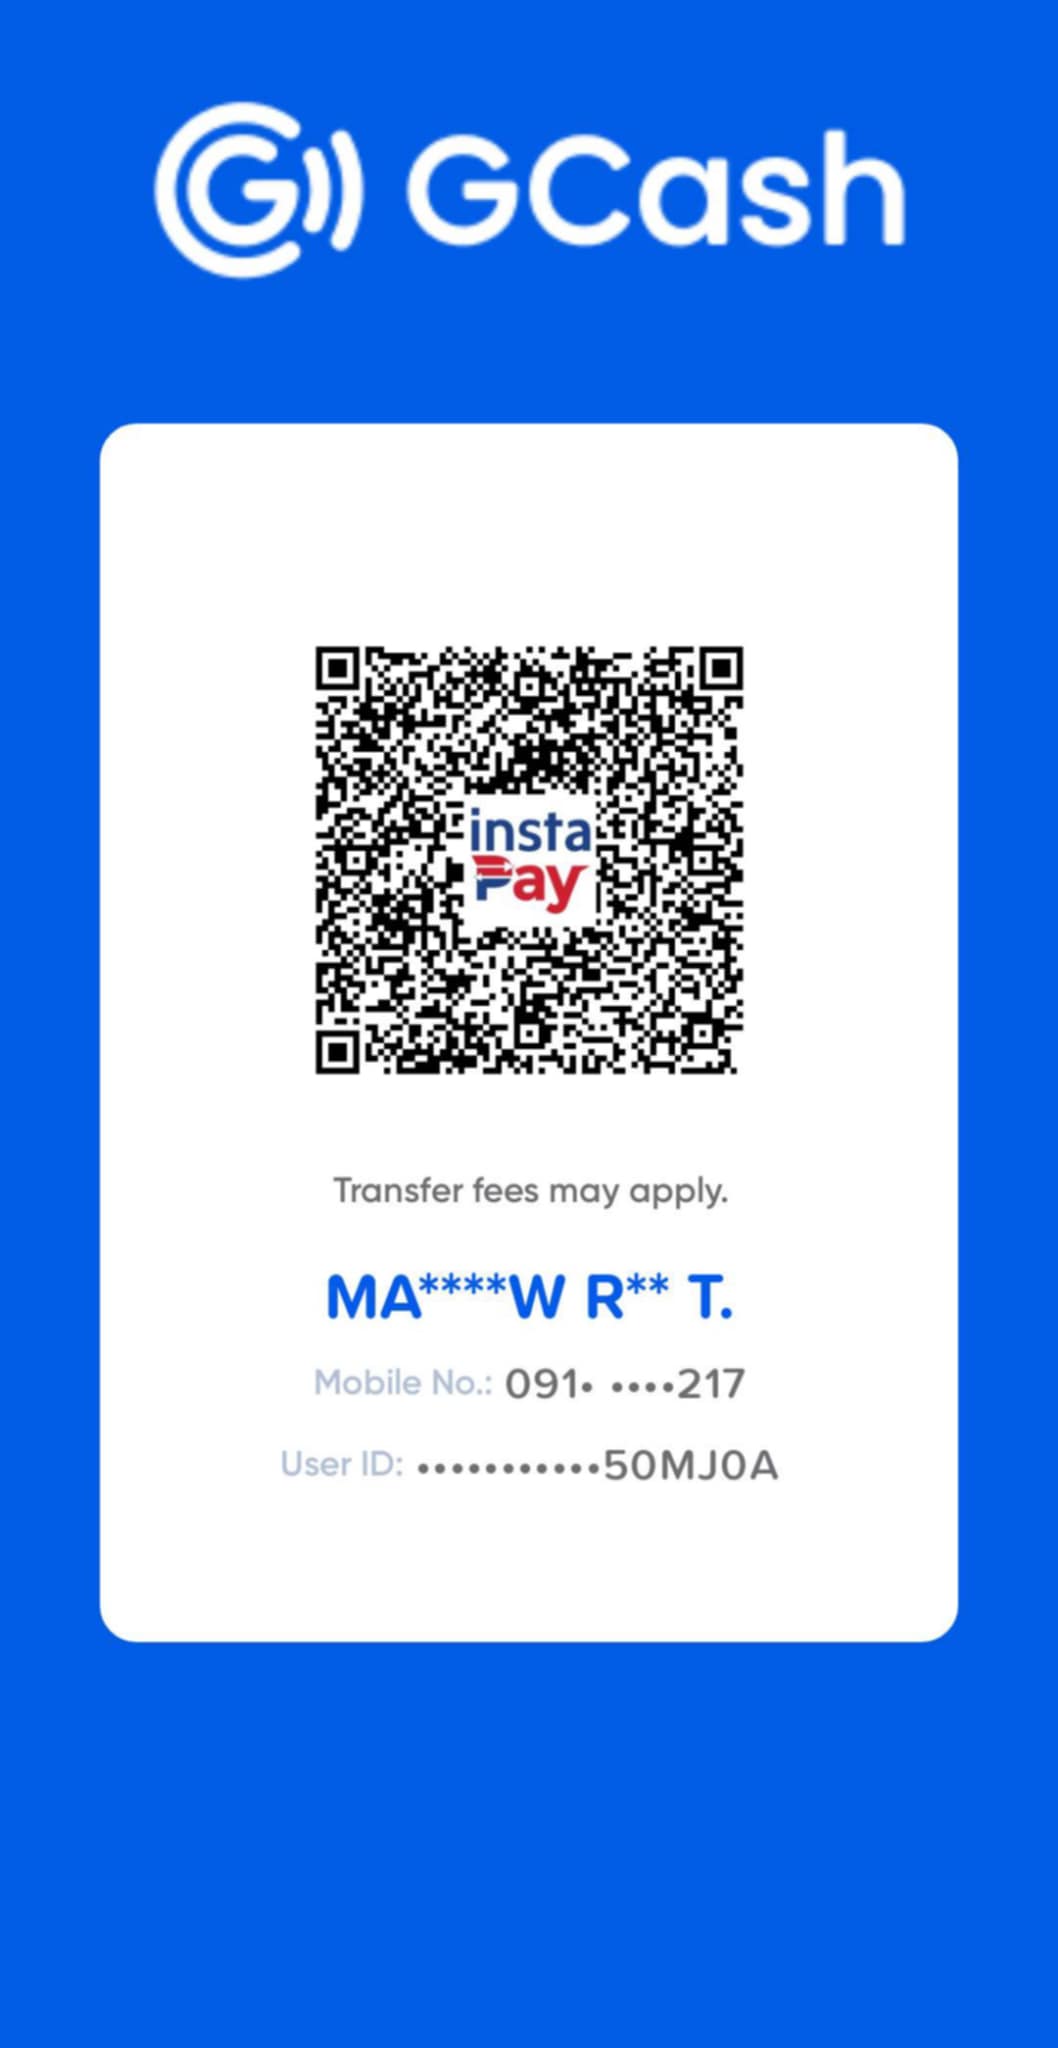 GCash
insta
Pay
Transfer fees may apply.
MA****W R** T.
Mobile No.: 091• ••••217
User ID: •••••••••••50MJ0A